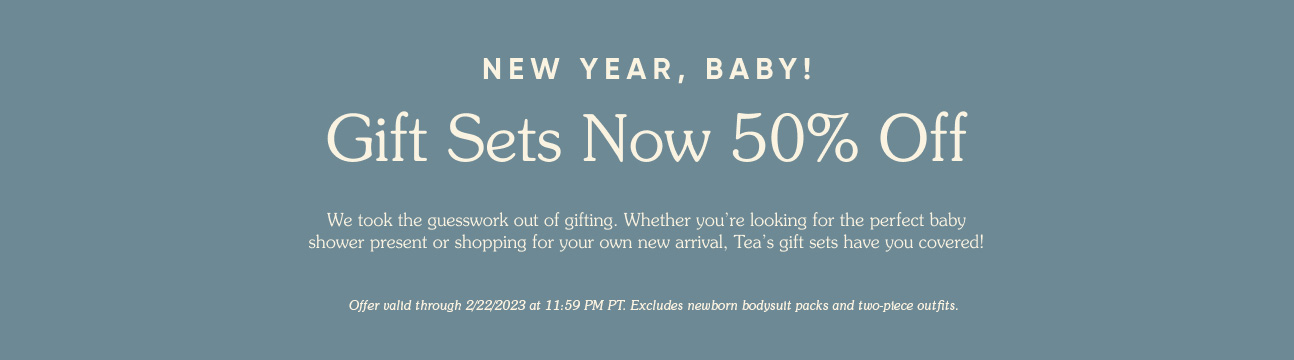 NEW YEAR, BABY!
Gift Sets Now 50% Off
We took the guesswork out of gifting. Whether you're looking for the perfect baby
shower present or shopping for your own new arrival, Tea's gift sets have you covered!
Offer valid through 2/22/2023 at 11:59 PM PT. Excludes newborn bodysuit packs and two-piece outfits.